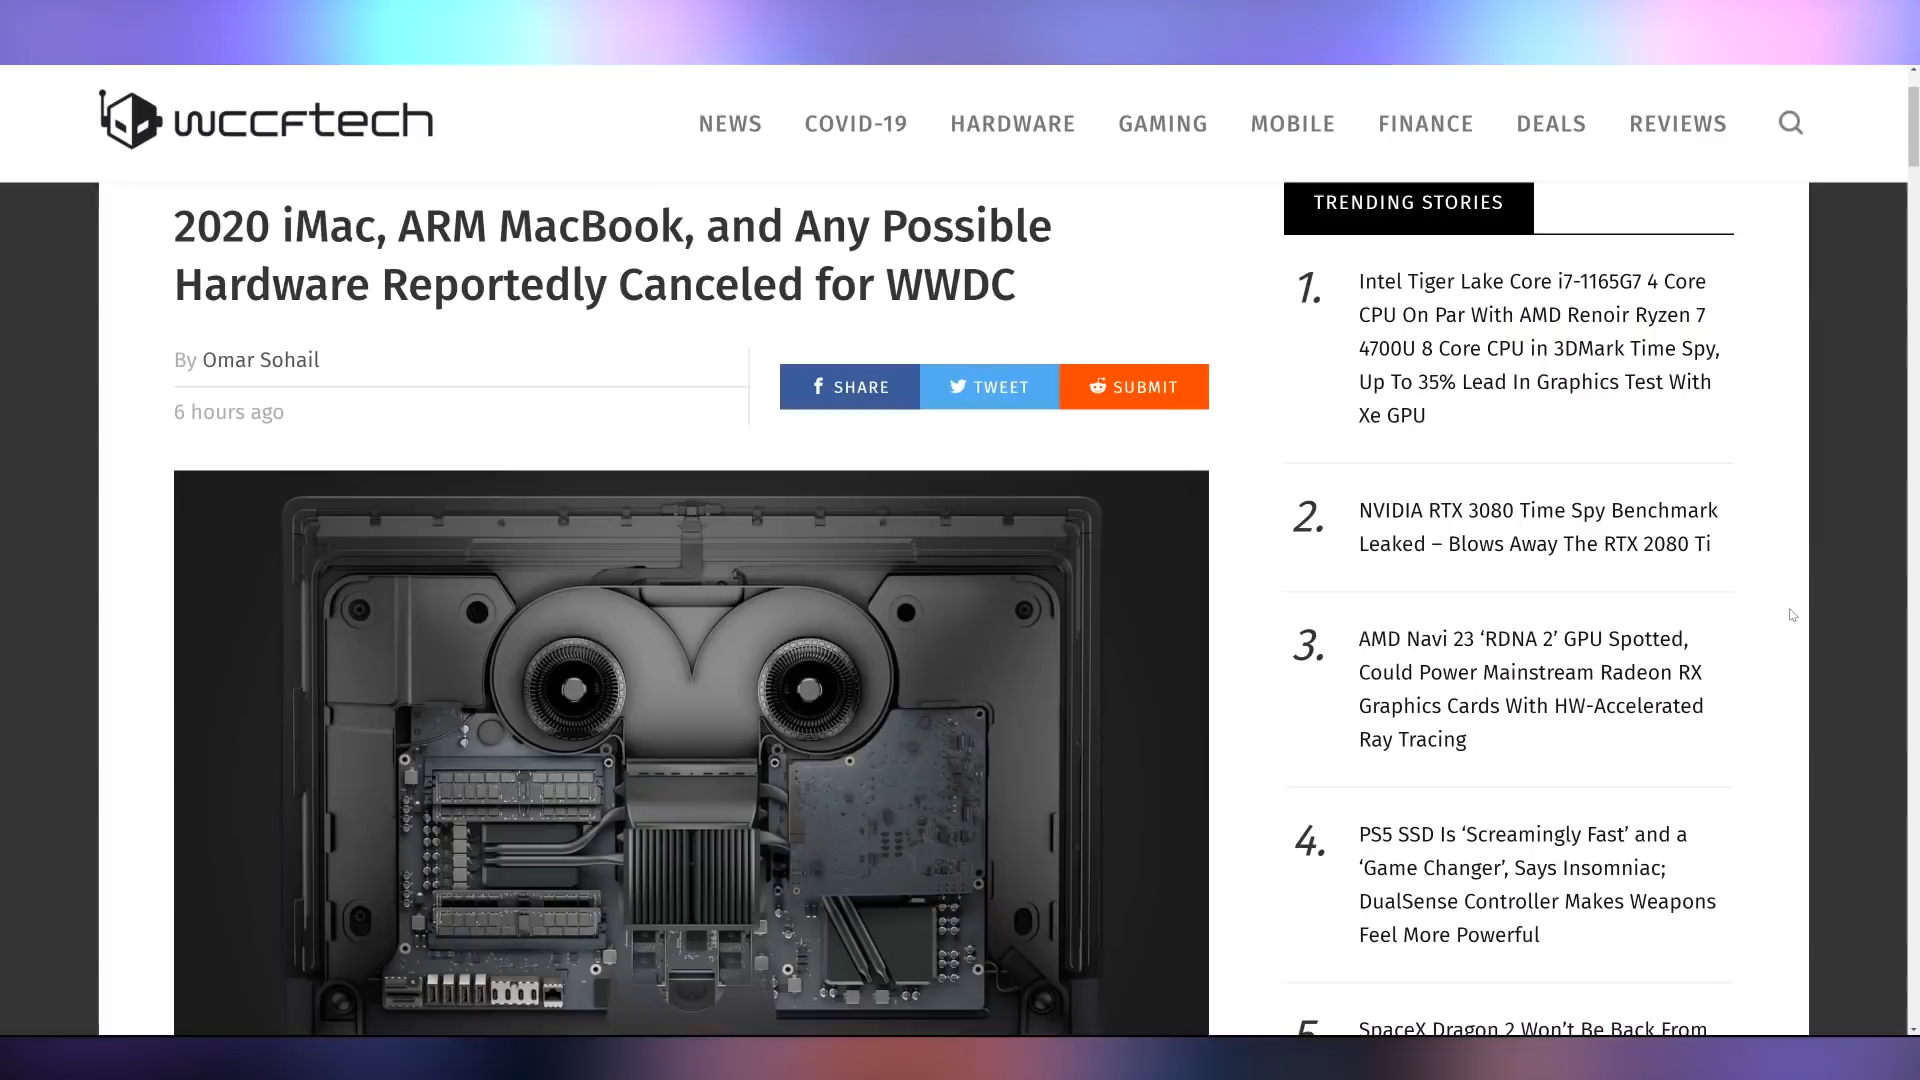 wccftech
NEWS COVID-19 HARDWARE GAMING MOBILE FINANCE DEALS REVIEWS
2020 iMac, ARM MacBook, and Any Possible
Hardware Reportedly Canceled for WWDC
By Omar Sohail
6 hours ago
SHARE TWEET SUBMIT
TRENDING STORIES
1. Intel Tiger Lake Core i7-1165G7 4 Core
CPU On Par With AMD Renoir Ryzen 7
4700U 8 Core CPU in 3DMark Time Spy,
Up To 35% Lead In Graphics Test With
Xe GPU
2. NVIDIA RTX 3080 Time Spy Benchmark
Leaked – Blows Away The RTX 2080 Ti
3. AMD Navi 23 ‘RDNA 2’ GPU Spotted,
Could Power Mainstream Radeon RX
Graphics Cards With HW-Accelerated
Ray Tracing
4. PS5 SSD Is ‘Screamingly Fast’ and a
‘Game Changer’, Says Insomniac;
DualSense Controller Makes Weapons
Feel More Powerful
5. SpaceX Dragon 2 Won’t Be Back From